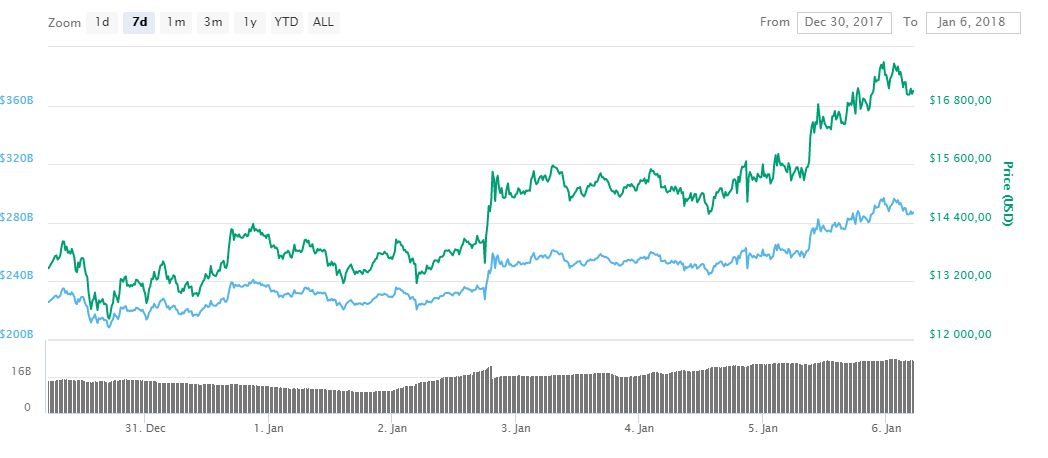 Zoom 1d 7d 1m 3m 1y YTD ALL From Dec 30, 2017 To Jan 6, 2018
$360B $16 800,00
$320B $15 600,00
$280B $14 400,00
$240B $13 200,00
$200B $12 000,00
Price (USD)
16B
0
31. Dec 1. Jan 2. Jan 3. Jan 4. Jan 5. Jan 6. Jan